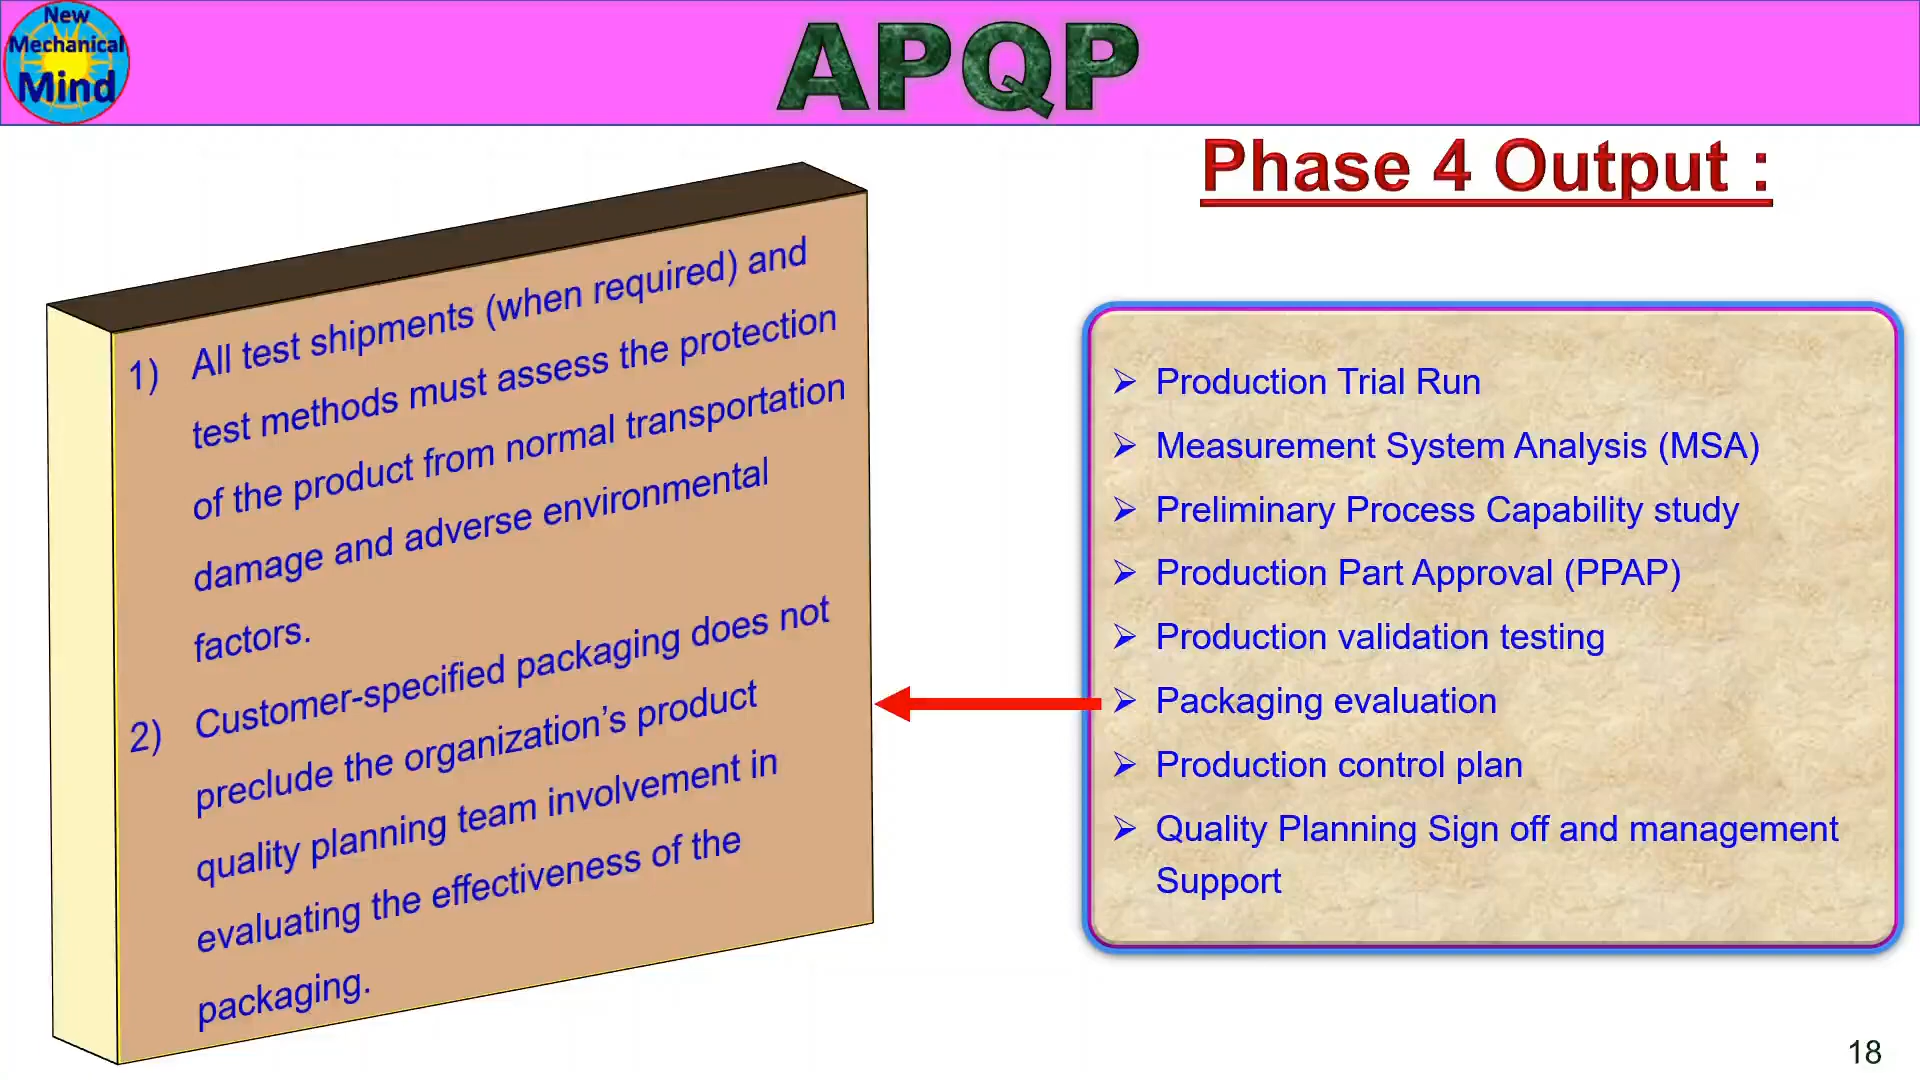 New
Mechanical
Mind
APQP
Phase 4 Output :
1) All test shipments (when required) and
test methods must assess the protection
of the product from normal transportation
damage and adverse environmental
factors.
2) Customer-specified packaging does not
preclude the organization’s product
quality planning team involvement in
evaluating the effectiveness of the
packaging.
➢ Production Trial Run
➢ Measurement System Analysis (MSA)
➢ Preliminary Process Capability study
➢ Production Part Approval (PPAP)
➢ Production validation testing
➢ Packaging evaluation
➢ Production control plan
➢ Quality Planning Sign off and management
Support
18